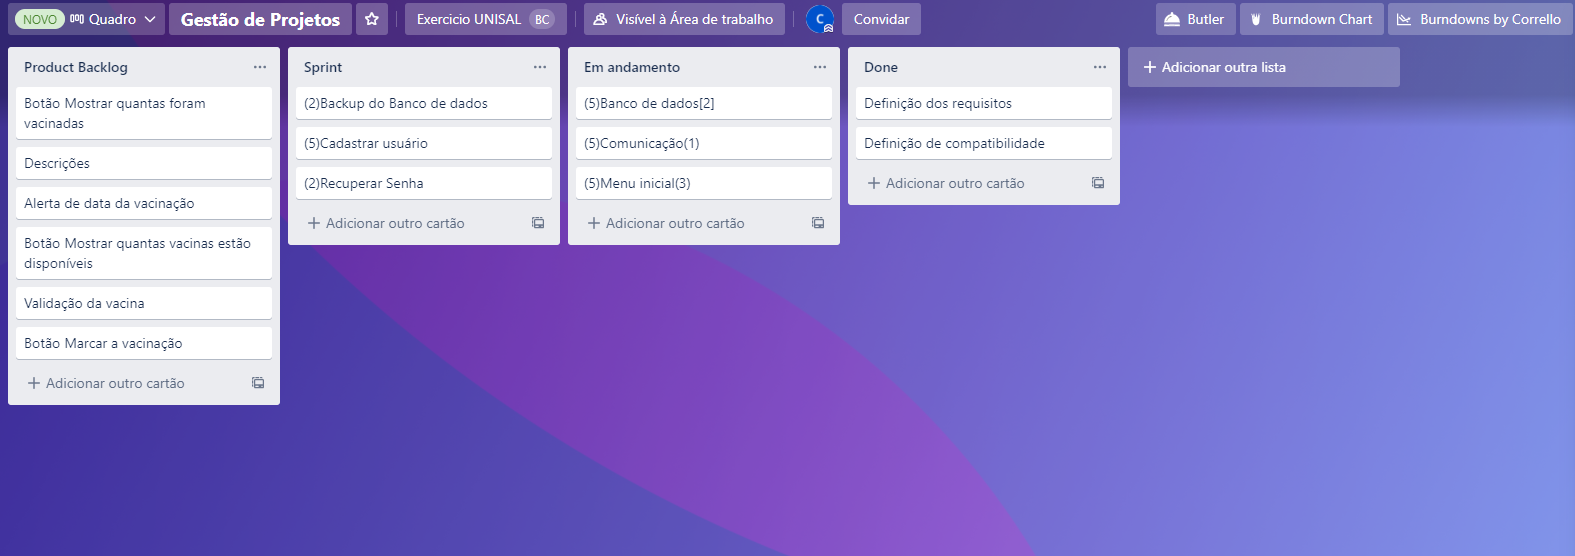 NOVO Quadro Gestão de Projetos Exercicio UNISAL BC Visível à Área de trabalho C Convidar Butler Burndown Chart Burndowns by Corrello
Product Backlog
Botão Mostrar quantas foram
vacinadas
Descrições
Alerta de data da vacinação
Botão Mostrar quantas vacinas estão
disponíveis
Validação da vacina
Botão Marcar a vacinação
Adicionar outro cartão
Sprint
(2)Backup do Banco de dados
(5)Cadastrar usuário
(2)Recuperar Senha
Adicionar outro cartão
Em andamento
(5)Banco de dados[2]
(5)Comunicação(1)
(5)Menu inicial(3)
Adicionar outro cartão
Done
Definição dos requisitos
Definição de compatibilidade
Adicionar outro cartão
Adicionar outra lista